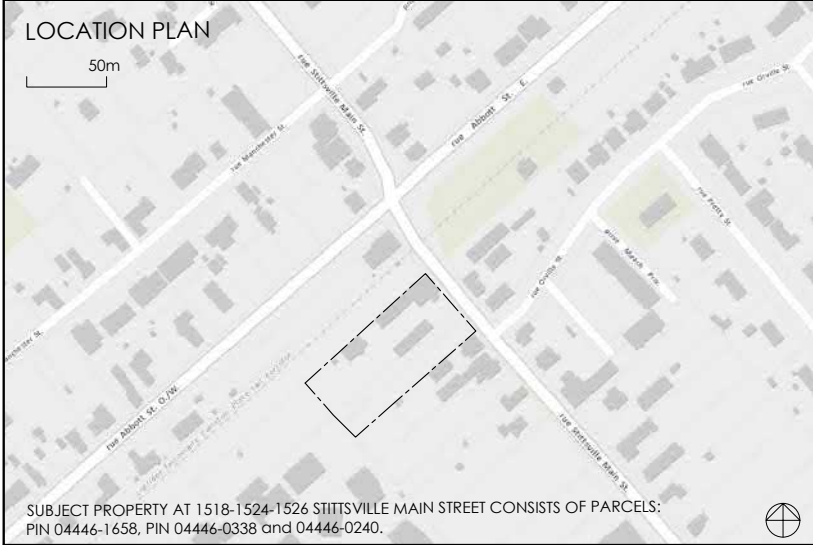 LOCATION PLAN
50m
rue Stittsville Main St.
rue Abbott St. E.
rue Orville St.
rue Manchester St.
rue Pretty St.
rue Orville St.
rue Abbott St. O./W.
rue Stittsville Main St.
SUBJECT PROPERTY AT 1518-1524-1526 STITTSVILLE MAIN STREET CONSISTS OF PARCELS:
PIN 04446-1658, PIN 04446-0338 and 04446-0240.